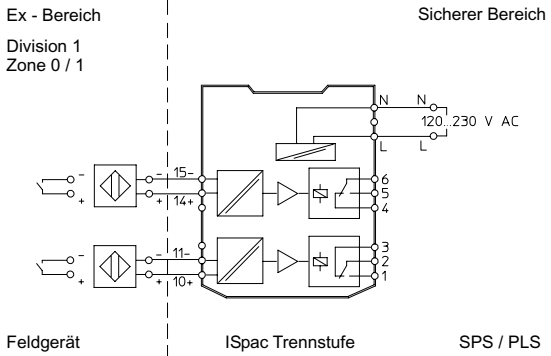 Ex - Bereich
Sicherer Bereich
Division 1
Zone 0 / 1
N N
120...230 V AC
L L
- - 15-
+ + 14+
6
5
4
- - 11-
+ + 10+
3
2
1
Feldgerät
ISpac Trennstufe
SPS / PLS